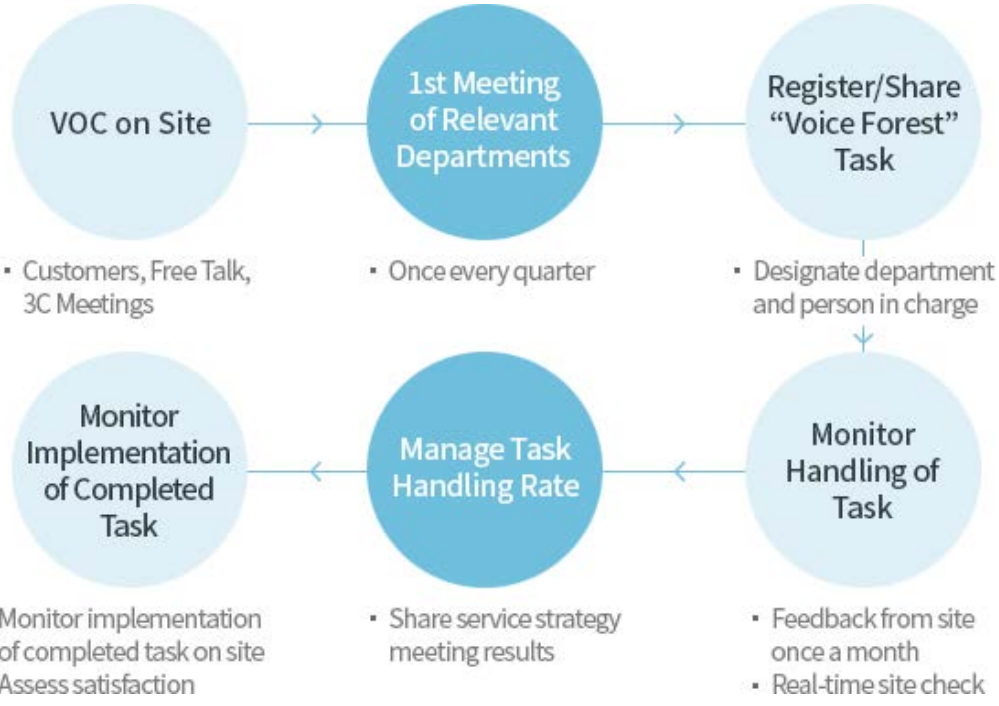 VOC on Site
1st Meeting
of Relevant
Departments
Register/Share
“Voice Forest”
Task
▪ Customers, Free Talk,
3C Meetings
▪ Once every quarter
▪ Designate department
and person in charge
Monitor
Implementation
of Completed
Task
Manage Task
Handling Rate
Monitor
Handling of
Task
Monitor implementation
of completed task on site
Assess satisfaction
▪ Share service strategy
meeting results
▪ Feedback from site
once a month
▪ Real-time site check